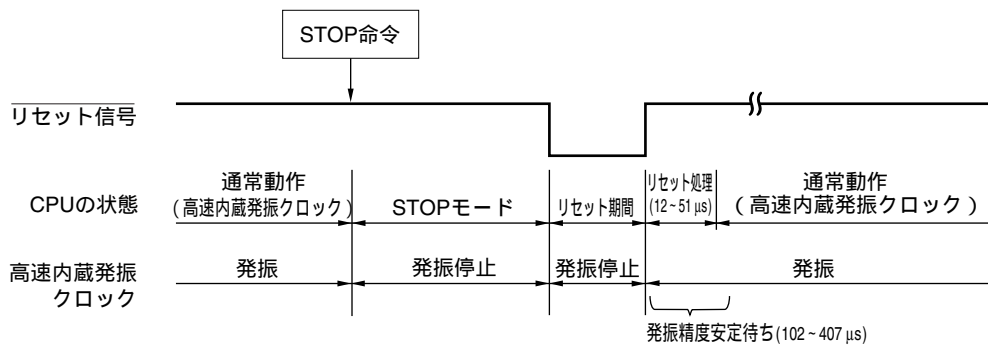 STOP命令
リセット信号
CPUの状態
通常動作
(高速内蔵発振クロック)
STOPモード
リセット期間
リセット処理
(12~51 μs)
通常動作
(高速内蔵発振クロック)
高速内蔵発振
クロック
発振
発振停止
発振停止
発振
発振精度安定待ち(102~407 μs)